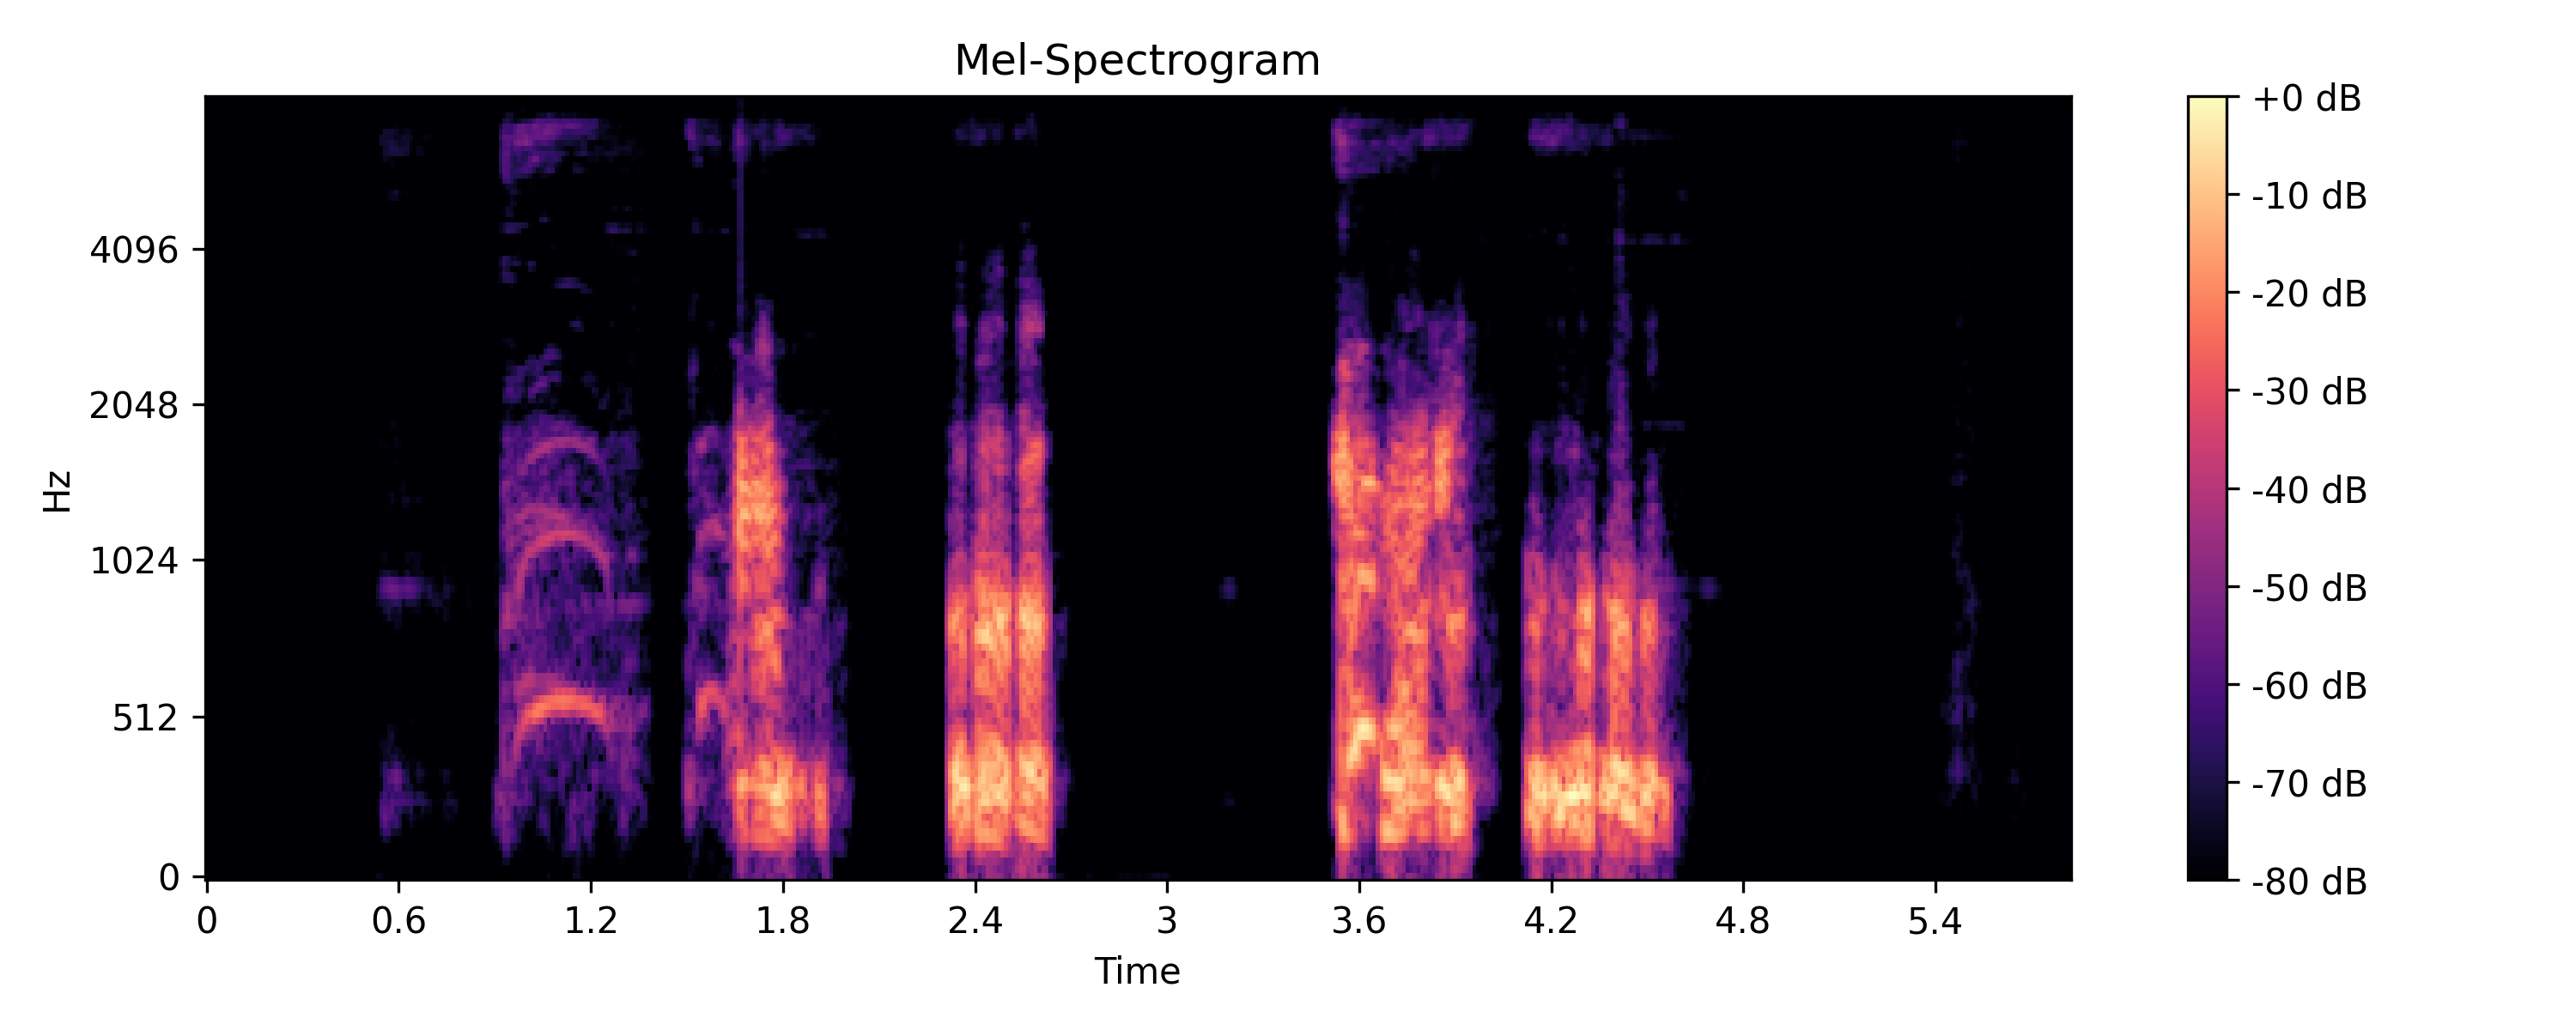 Mel-Spectrogram
+0 dB
-10 dB
-20 dB
-30 dB
-40 dB
-50 dB
-60 dB
-70 dB
-80 dB
Hz
4096
2048
1024
512
0
0 0.6 1.2 1.8 2.4 3 3.6 4.2 4.8 5.4
Time